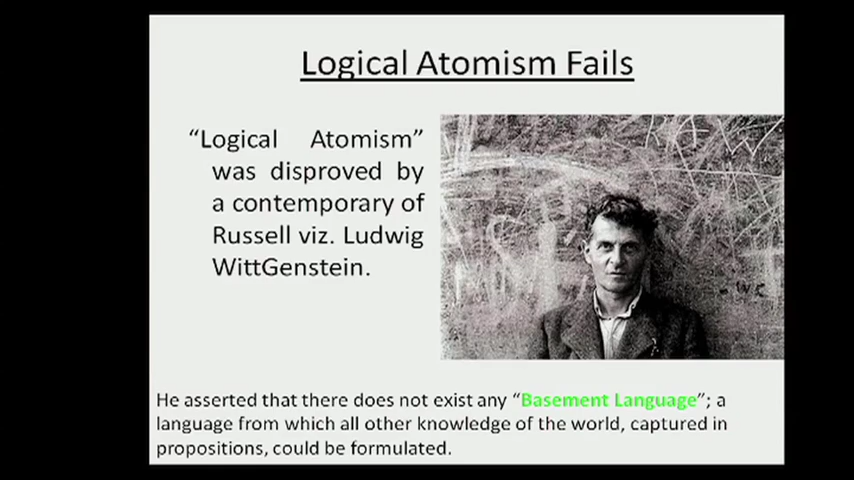 Logical Atomism Fails
“Logical Atomism”
was disproved by
a contemporary of
Russell viz. Ludwig
WittGenstein.
He asserted that there does not exist any “Basement Language”; a
language from which all other knowledge of the world, captured in
propositions, could be formulated.